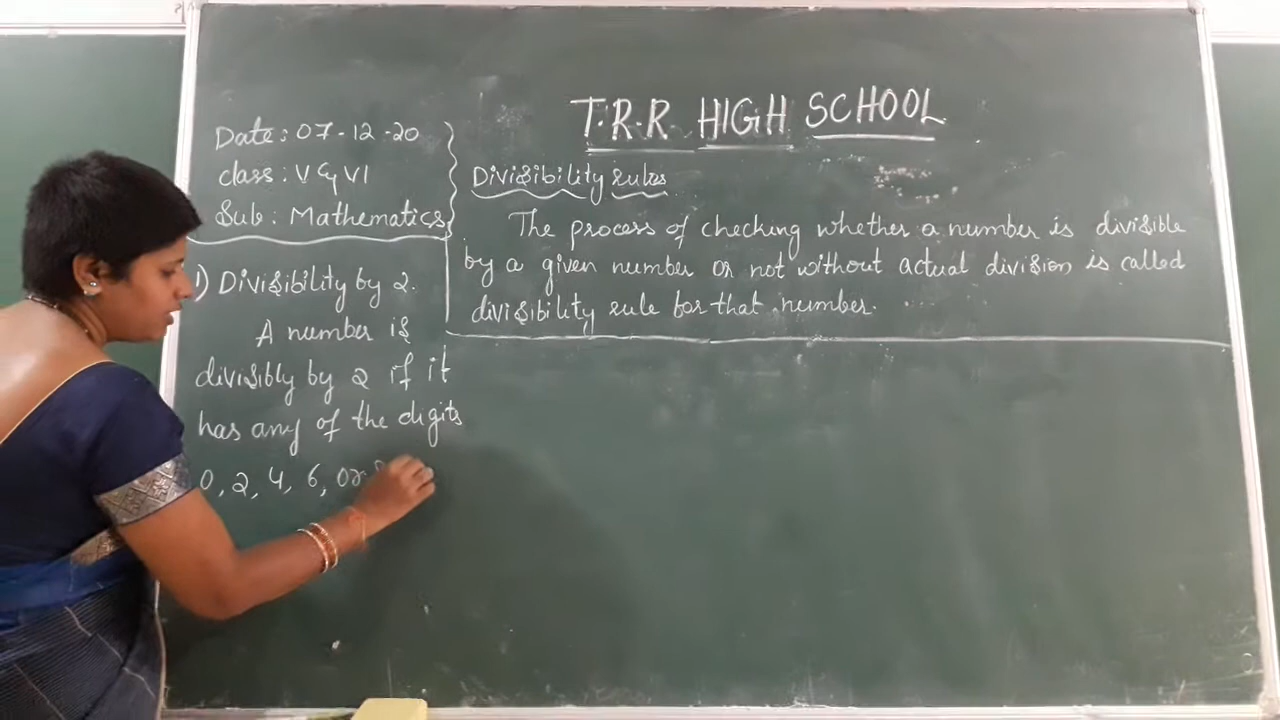 T.R.R HIGH SCHOOL
Date: 07-12-20
class: V & VI
Sub: Mathematics
Divisibility rules
The process of checking whether a number is divisible
by a given number or not without actual division is called
divisibility rule for that number.
1) Divisibility by 2.
A number is
divisibly by 2 if it
has any of the digits
0, 2, 4, 6, or